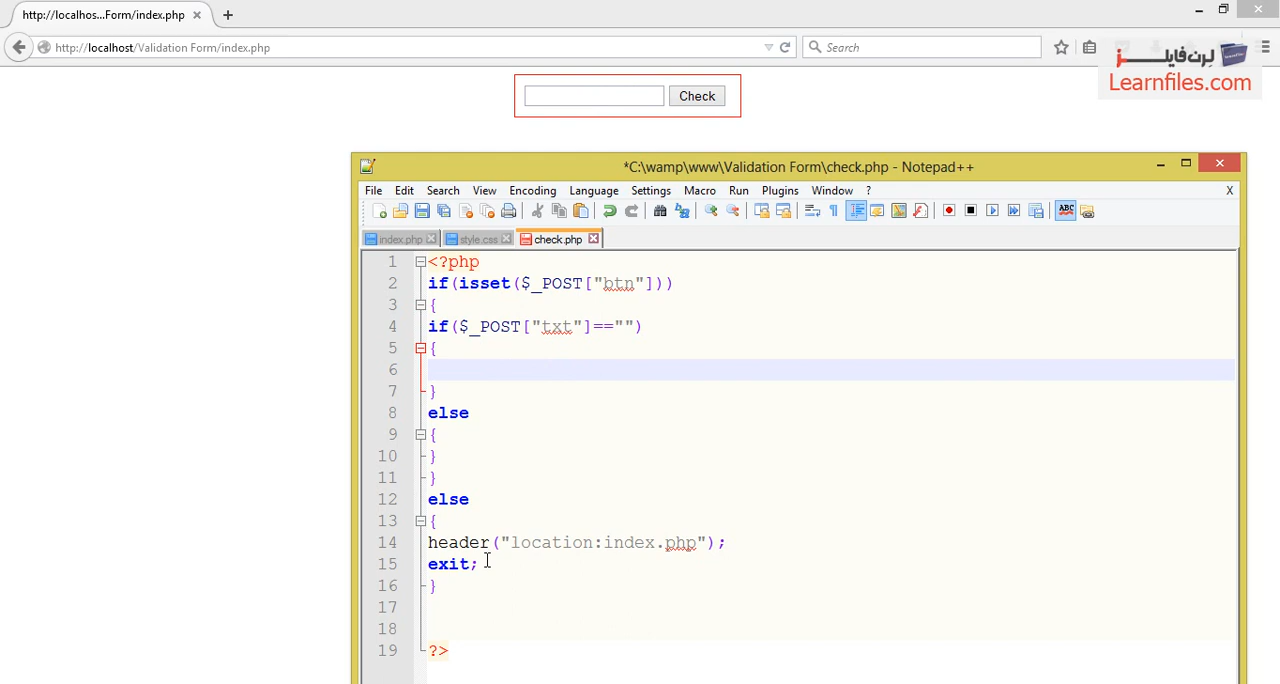 http://localhos...Form/index.php
http://localhost/Validation Form/index.php
Search
لرن‌فایلز
Learnfiles.com
Check
*C:\wamp\www\Validation Form\check.php - Notepad++
File Edit Search View Encoding Language Settings Macro Run Plugins Window ? X
ABC
index.php style.css check.php
1 <?php
2 if(isset($_POST["btn"]))
3 {
4 if($_POST["txt"]=="")
5 {
6
7 }
8 else
9 {
10 }
11 }
12 else
13 {
14 header("location:index.php");
15 exit;
16 }
17
18
19 ?>